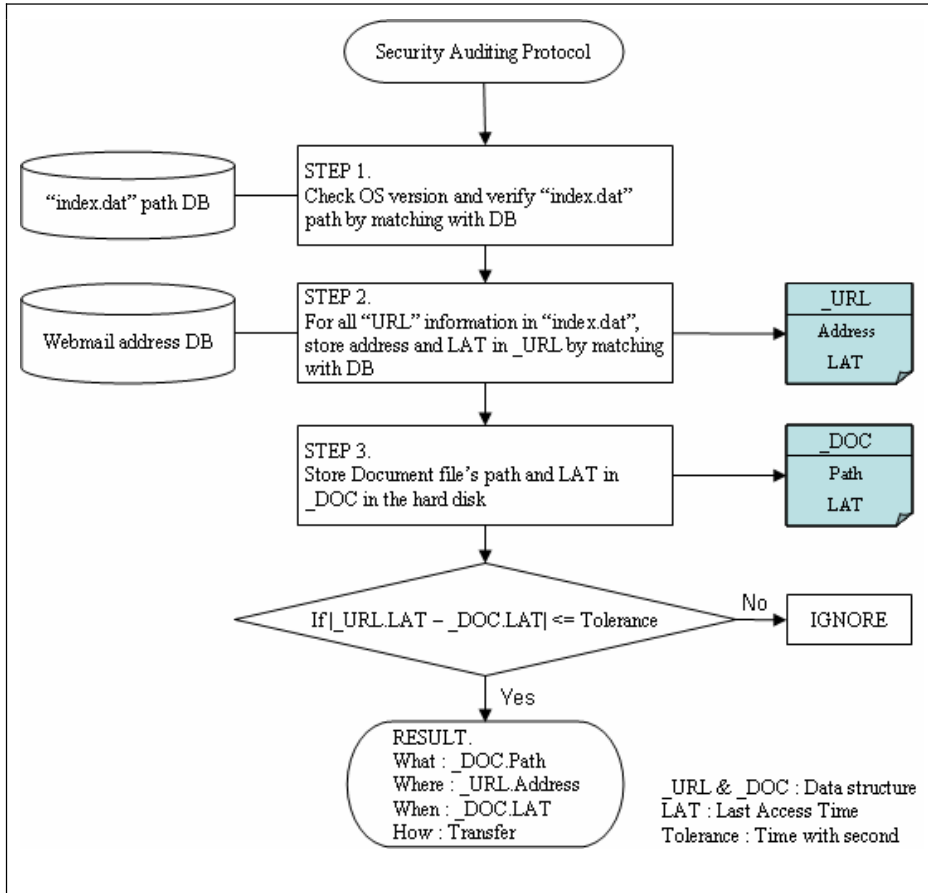 Security Auditing Protocol
“index.dat” path DB
STEP 1.
Check OS version and verify “index.dat”
path by matching with DB
Webmail address DB
STEP 2.
For all “URL” information in “index.dat”,
store address and LAT in _URL by matching
with DB
_URL
Address
LAT
STEP 3.
Store Document file’s path and LAT in
_DOC in the hard disk
_DOC
Path
LAT
If |_URL.LAT – _DOC.LAT| <= Tolerance
No
IGNORE
Yes
RESULT.
What : _DOC.Path
Where : _URL.Address
When : _DOC.LAT
How : Transfer
_URL & _DOC : Data structure
LAT : Last Access Time
Tolerance : Time with second